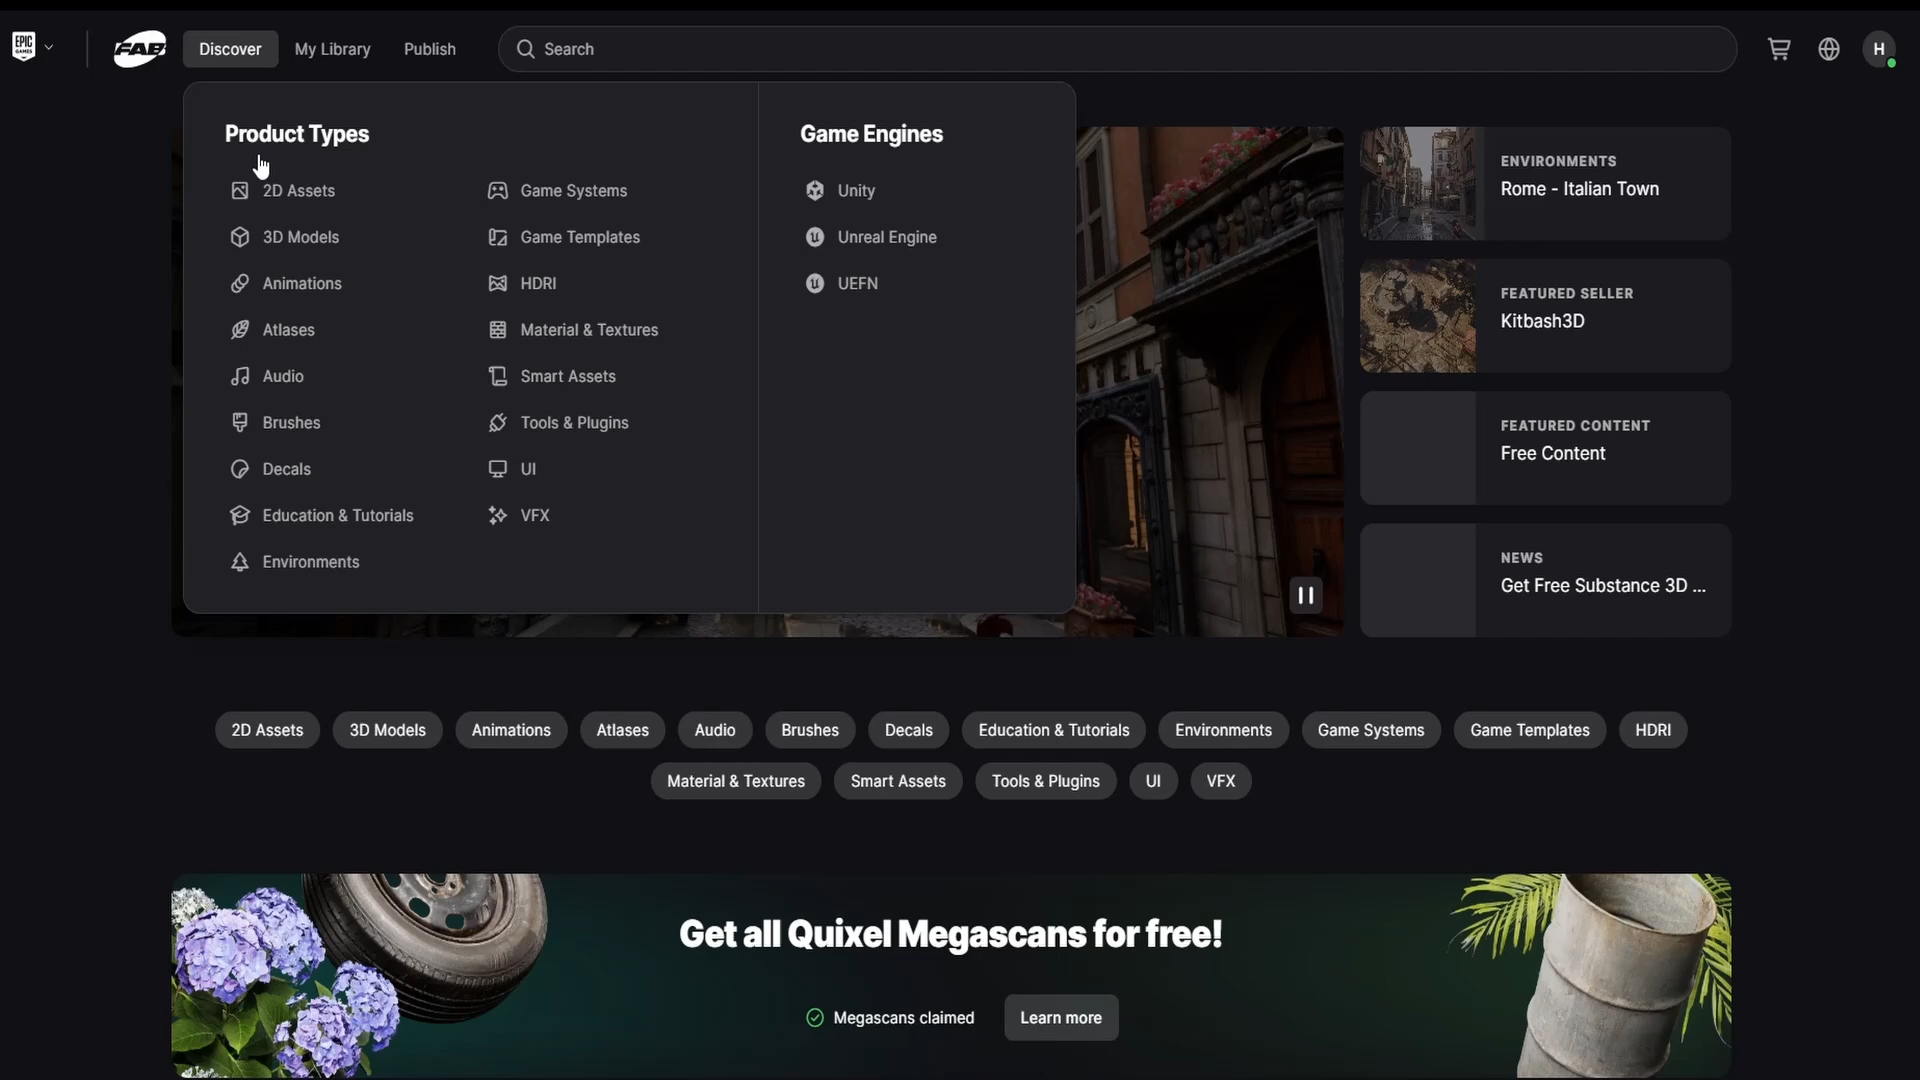 EPIC GAMES
FAB
Discover
My Library
Publish
Search
H
Product Types
2D Assets
3D Models
Animations
Atlases
Audio
Brushes
Decals
Education & Tutorials
Environments
Game Systems
Game Templates
HDRI
Material & Textures
Smart Assets
Tools & Plugins
UI
VFX
Game Engines
Unity
Unreal Engine
UEFN
ENVIRONMENTS
Rome - Italian Town
FEATURED SELLER
Kitbash3D
FEATURED CONTENT
Free Content
NEWS
Get Free Substance 3D ...
2D Assets
3D Models
Animations
Atlases
Audio
Brushes
Decals
Education & Tutorials
Environments
Game Systems
Game Templates
HDRI
Material & Textures
Smart Assets
Tools & Plugins
UI
VFX
Get all Quixel Megascans for free!
Megascans claimed
Learn more